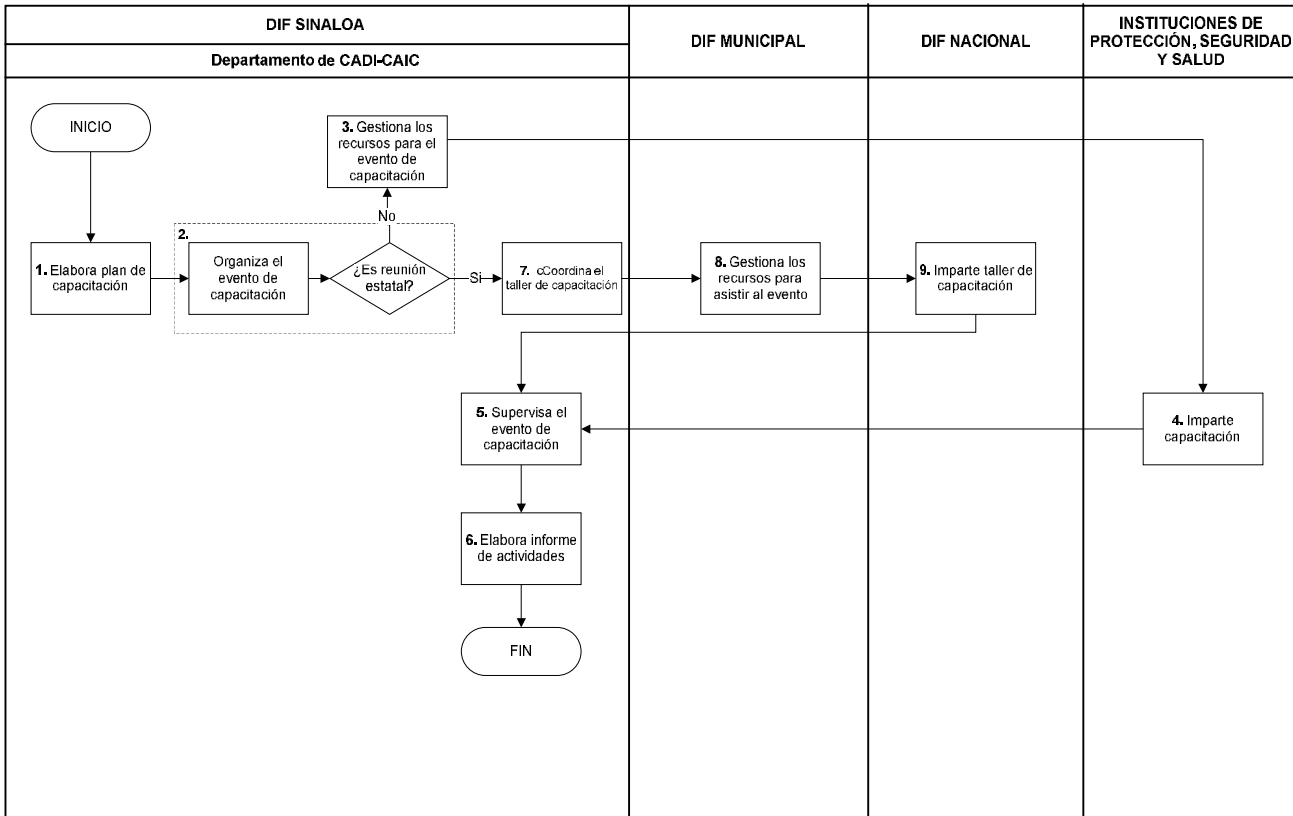 DIF SINALOA
Departamento de CADI-CAIC
DIF MUNICIPAL
DIF NACIONAL
INSTITUCIONES DE
PROTECCIÓN, SEGURIDAD
Y SALUD
INICIO
3. Gestiona los
recursos para el
evento de
capacitación
No
2.
1. Elabora plan de
capacitación
Organiza el
evento de
capacitación
¿Es reunión
estatal?
Si
7. cCoordina el
taller de capacitación
8. Gestiona los
recursos para
asistir al evento
9. Imparte taller de
capacitación
5. Supervisa el
evento de
capacitación
4. Imparte
capacitación
6. Elabora informe
de actividades
FIN